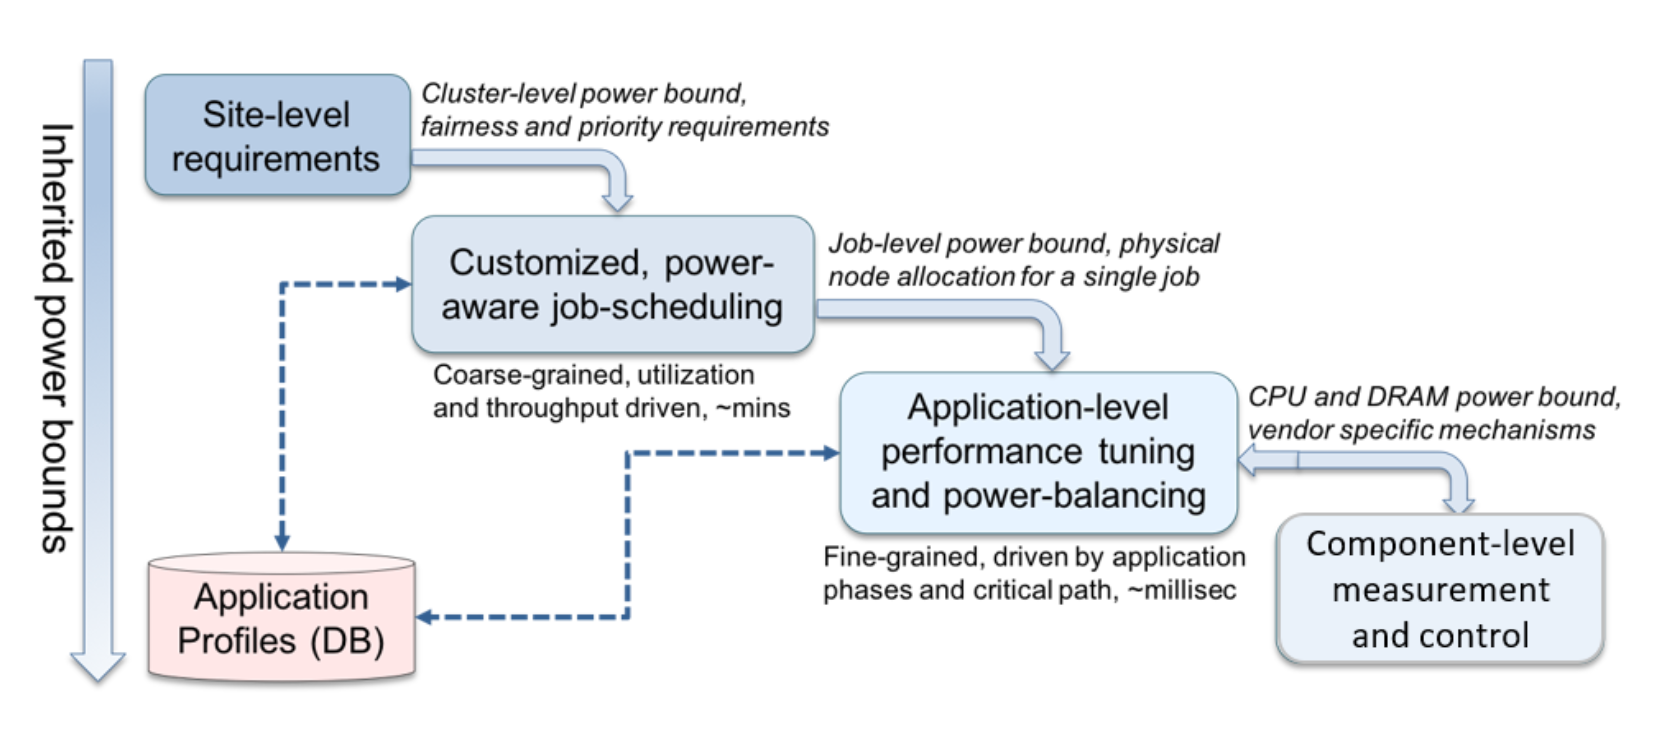 Inherited power bounds
Site-level
requirements
Cluster-level power bound,
fairness and priority requirements
Customized, power-
aware job-scheduling
Job-level power bound, physical
node allocation for a single job
Coarse-grained, utilization
and throughput driven, ~mins
Application-level
performance tuning
and power-balancing
CPU and DRAM power bound,
vendor specific mechanisms
Fine-grained, driven by application
phases and critical path, ~millisec
Component-level
measurement
and control
Application
Profiles (DB)